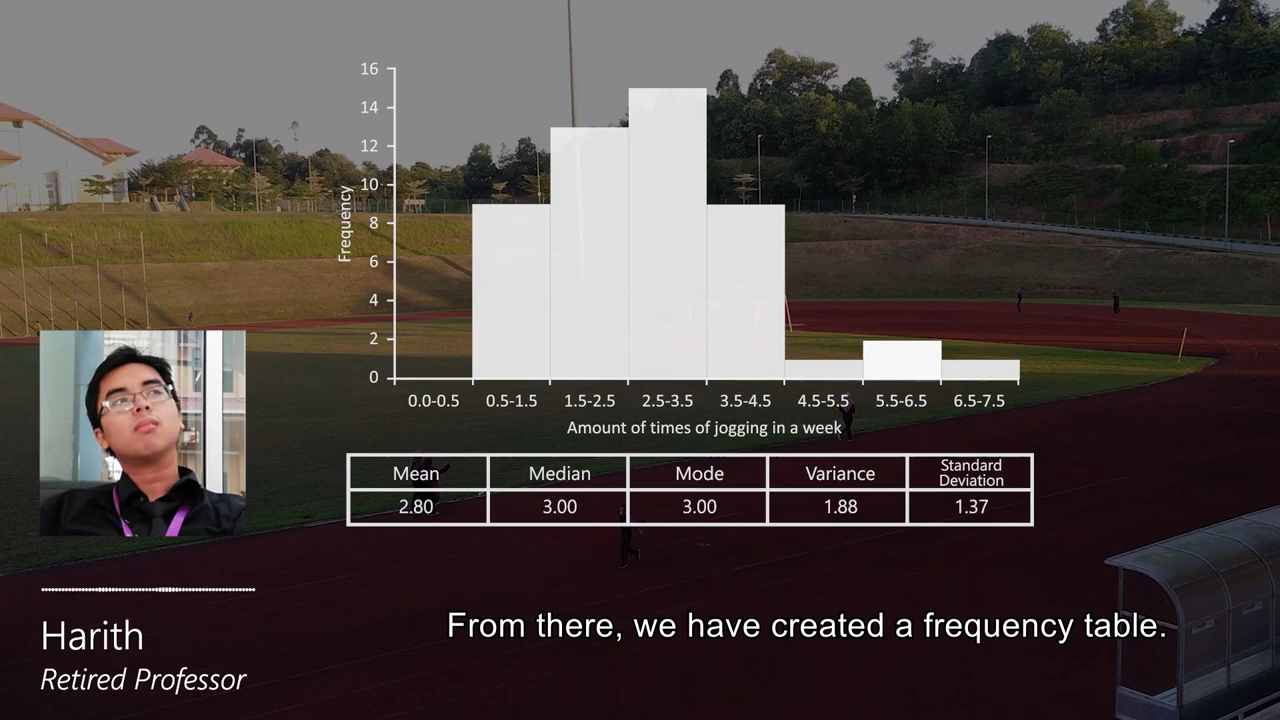 16
14
12
10
8
6
4
2
0
Frequency
0.0-0.5 0.5-1.5 1.5-2.5 2.5-3.5 3.5-4.5 4.5-5.5 5.5-6.5 6.5-7.5
Amount of times of jogging in a week
Mean Median Mode Variance Standard Deviation
2.80 3.00 3.00 1.88 1.37
Harith
Retired Professor
From there, we have created a frequency table.